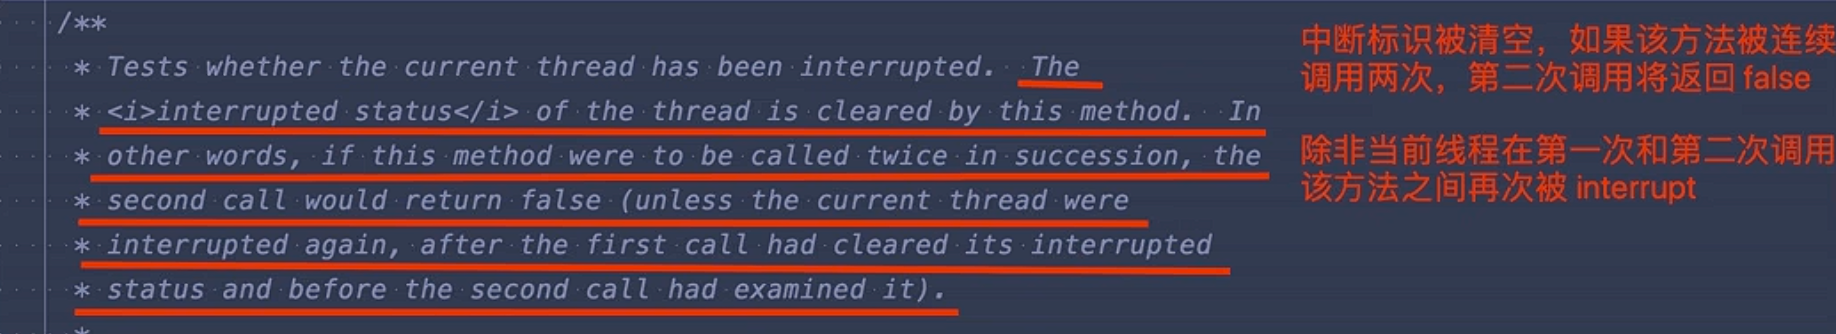 /**
* Tests whether the current thread has been interrupted.  The
* <i>interrupted status</i> of the thread is cleared by this method.  In
* other words, if this method were to be called twice in succession, the
* second call would return false (unless the current thread were
* interrupted again, after the first call had cleared its interrupted
* status and before the second call had examined it).
*
中断标识被清空，如果该方法被连续
调用两次，第二次调用将返回 false
除非当前线程在第一次和第二次调用
该方法之间再次被 interrupt